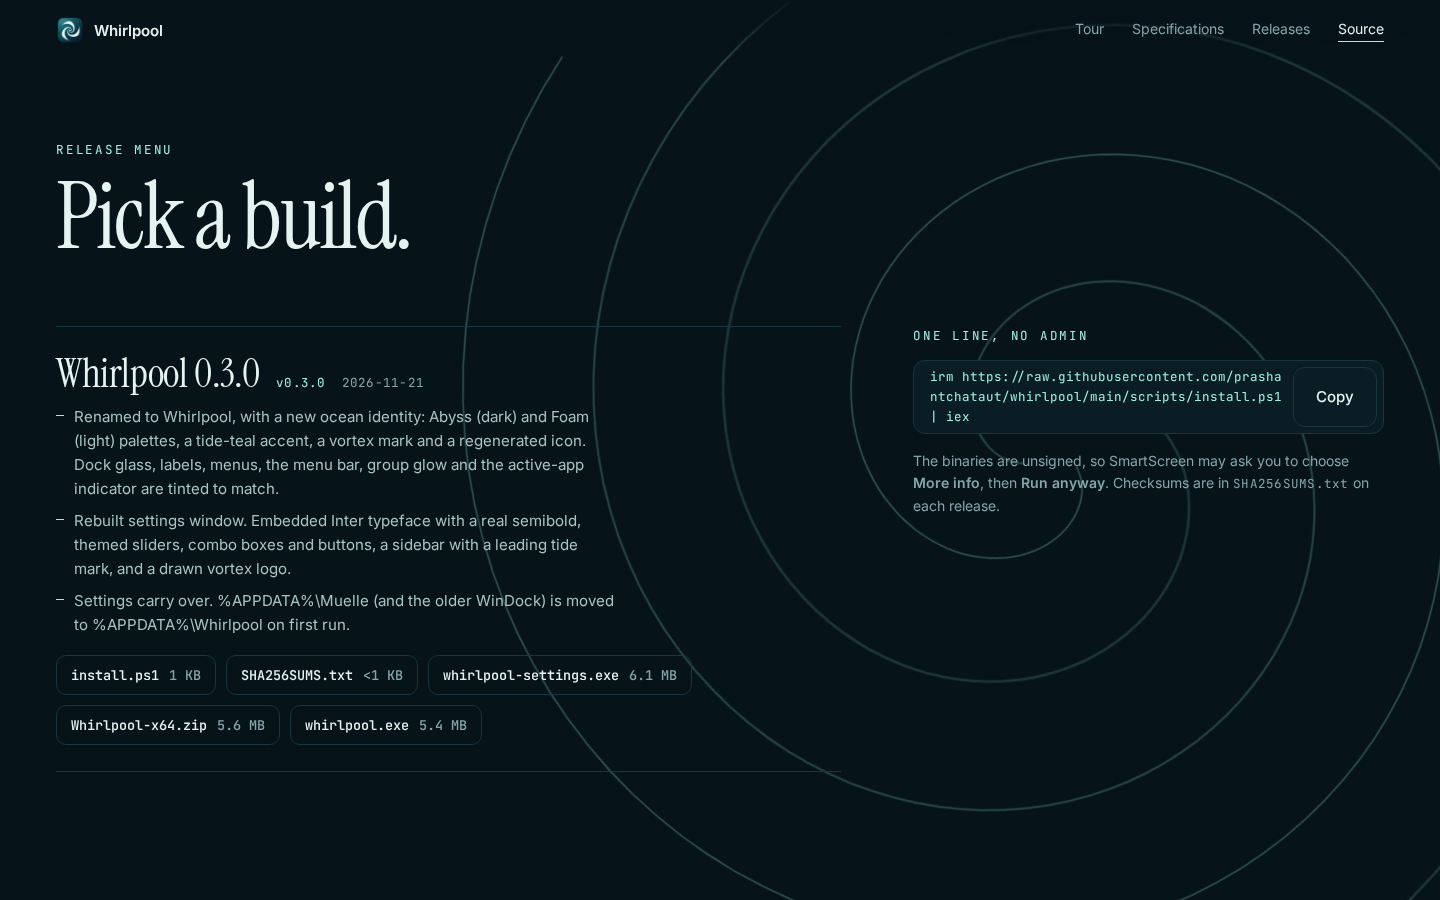 Whirlpool
Tour
Specifications
Releases
Source
RELEASE MENU
Pick a build.
Whirlpool 0.3.0 v0.3.0 2026-11-21
– Renamed to Whirlpool, with a new ocean identity: Abyss (dark) and Foam
(light) palettes, a tide-teal accent, a vortex mark and a regenerated icon.
Dock glass, labels, menus, the menu bar, group glow and the active-app
indicator are tinted to match.
– Rebuilt settings window. Embedded Inter typeface with a real semibold,
themed sliders, combo boxes and buttons, a sidebar with a leading tide
mark, and a drawn vortex logo.
– Settings carry over. %APPDATA%\Muelle (and the older WinDock) is moved
to %APPDATA%\Whirlpool on first run.
install.ps1 1 KB
SHA256SUMS.txt <1 KB
whirlpool-settings.exe 6.1 MB
Whirlpool-x64.zip 5.6 MB
whirlpool.exe 5.4 MB
ONE LINE, NO ADMIN
irm https://raw.githubusercontent.com/prasha
ntchataut/whirlpool/main/scripts/install.ps1
| iex
Copy
The binaries are unsigned, so SmartScreen may ask you to choose
More info, then Run anyway. Checksums are in SHA256SUMS.txt on
each release.